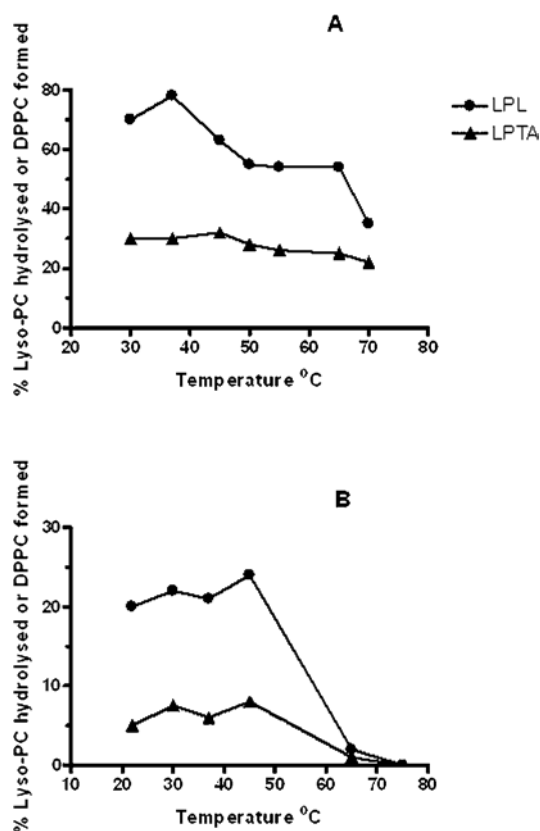 A
% Lyso-PC hydrolysed or DPPC formed
80
60
40
20
0
20 30 40 50 60 70 80
Temperature ⁰C
LPL
LPTA
B
% Lyso-PC hydrolysed or DPPC formed
30
20
10
0
10 20 30 40 50 60 70 80
Temperature ⁰C